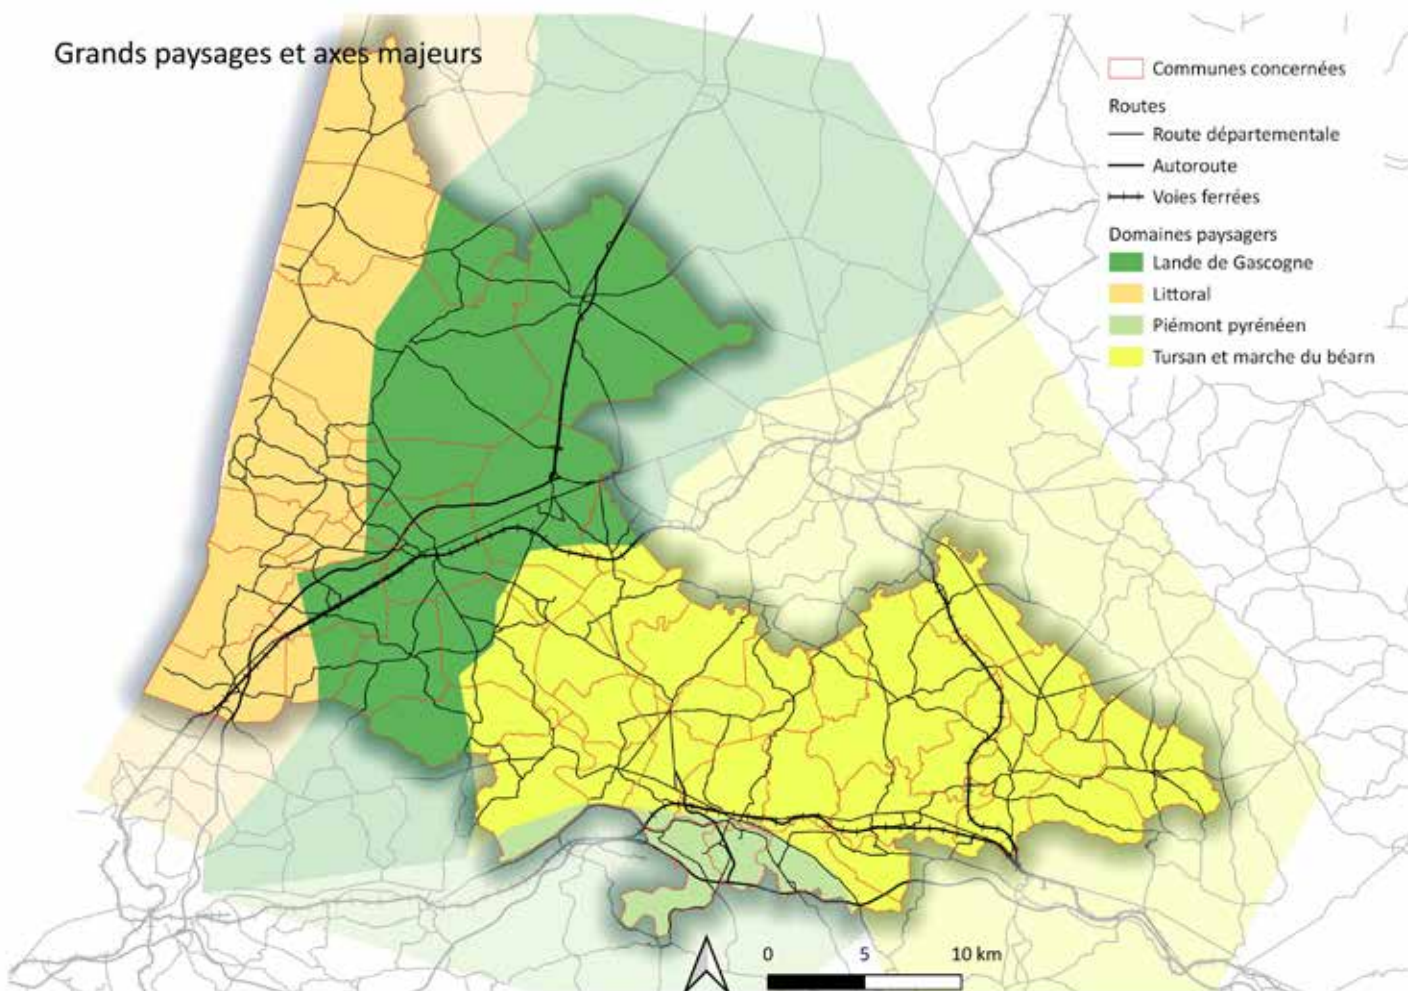 Grands paysages et axes majeurs
Communes concernées
Routes
Route départementale
Autoroute
Voies ferrées
Domaines paysagers
Lande de Gascogne
Littoral
Piémont pyrénéen
Tursan et marche du béarn
0 5 10 km